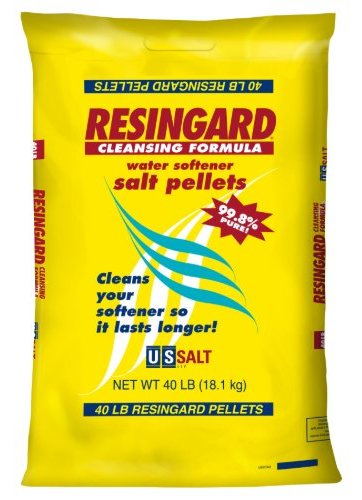 40 LB RESINGARD PELLETS
RESINGARD
CLEANSING FORMULA
water softener
salt pellets
99.8%
PURE!
Cleans
your
softener so
it lasts longer!
US SALT
NET WT 40 LB (18.1 kg)
40 LB RESINGARD PELLETS
RESINGARD
CLEANSING
FORMULA
US SALT
RESINGARD
CLEANSING
FORMULA